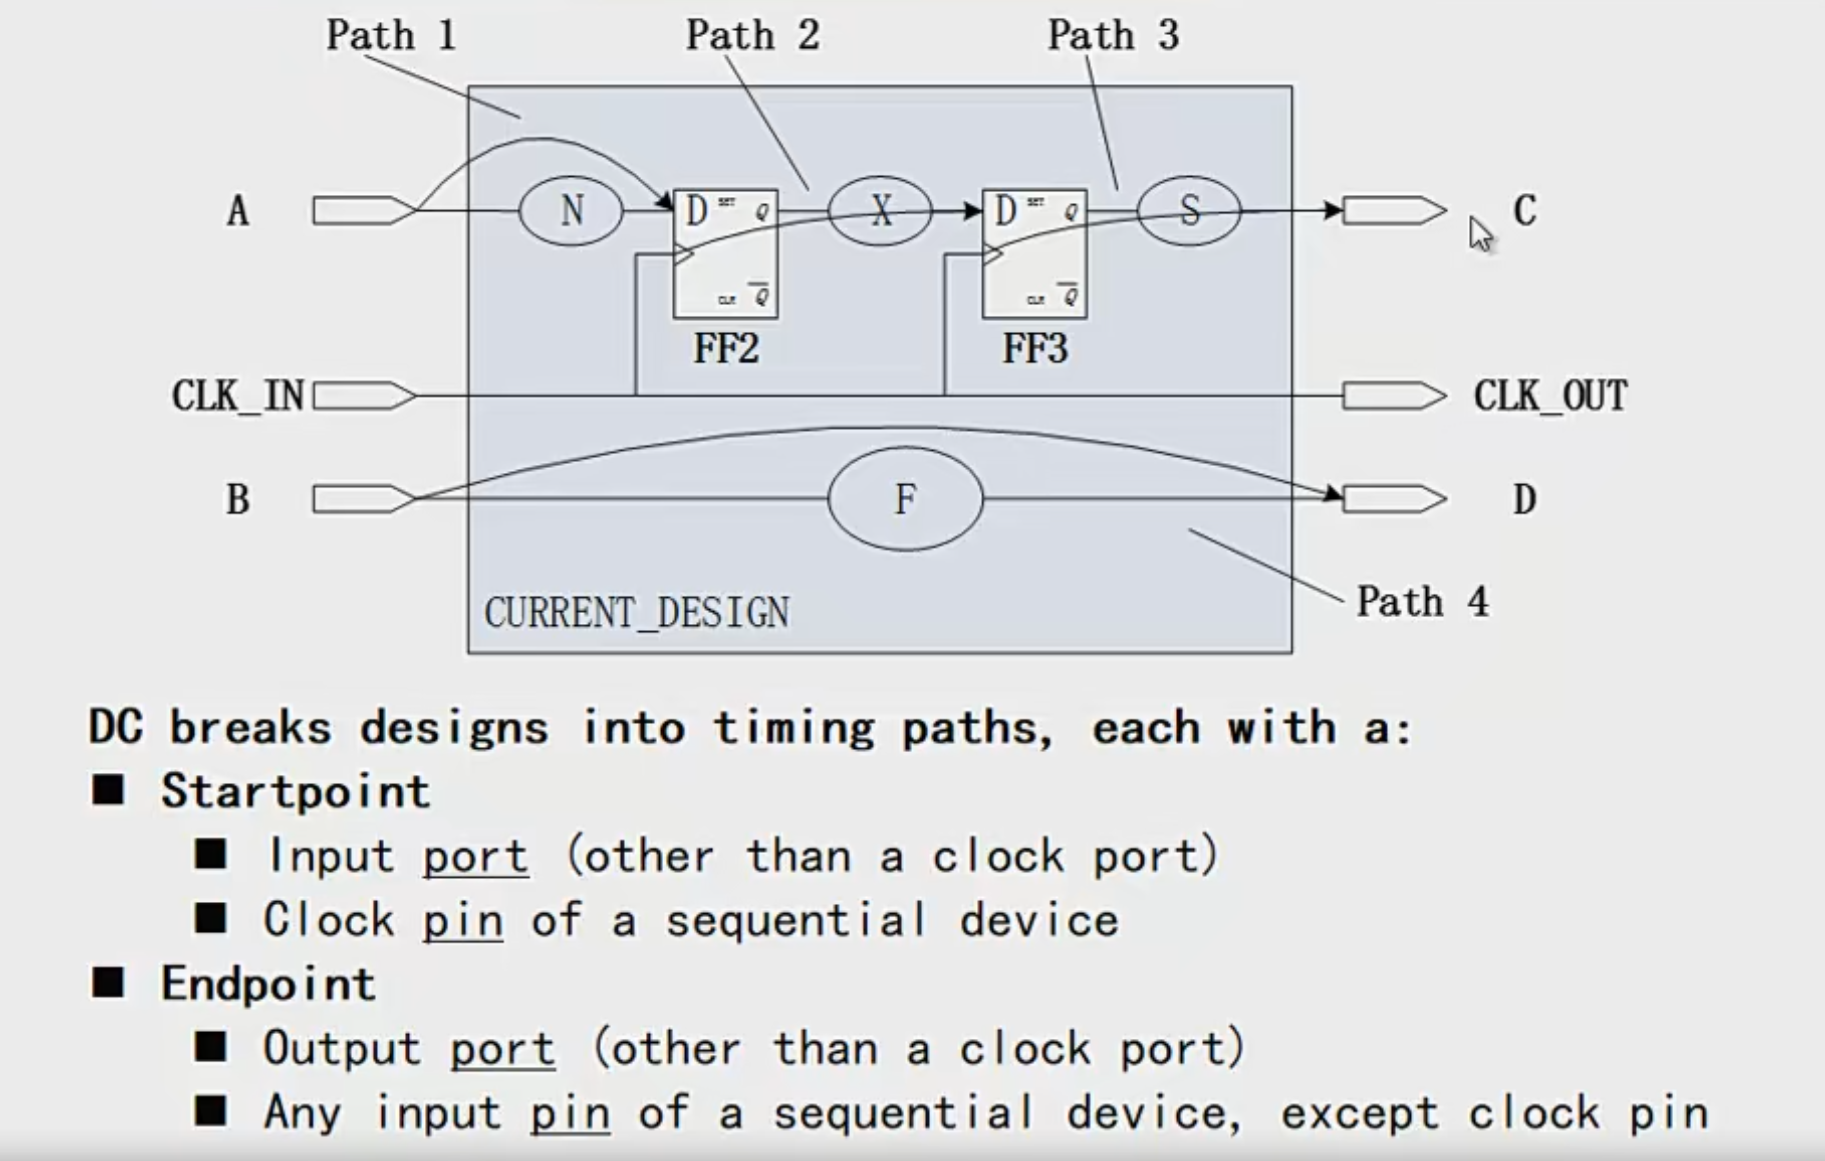 Path 1 Path 2 Path 3
A N D SET Q X D SET Q S C
CLR Q CLR Q
FF2 FF3
CLK_IN CLK_OUT
B F D
CURRENT_DESIGN Path 4
DC breaks designs into timing paths, each with a:
■ Startpoint
■ Input port (other than a clock port)
■ Clock pin of a sequential device
■ Endpoint
■ Output port (other than a clock port)
■ Any input pin of a sequential device, except clock pin